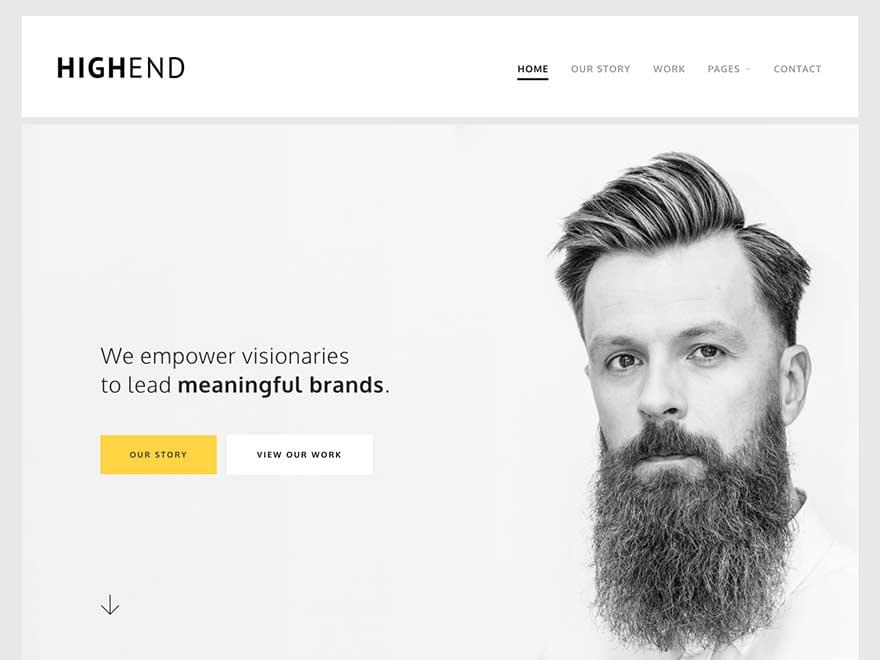 HIGHEND
HOME OUR STORY WORK PAGES CONTACT
We empower visionaries
to lead meaningful brands.
OUR STORY VIEW OUR WORK